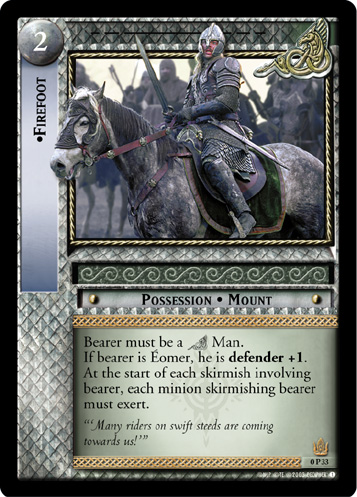 2
•FIREFOOT
POSSESSION • MOUNT
Bearer must be a Man.
If bearer is Éomer, he is defender +1.
At the start of each skirmish involving
bearer, each minion skirmishing bearer
must exert.
“‘Many riders on swift steeds are coming
towards us!’”
0 P 33